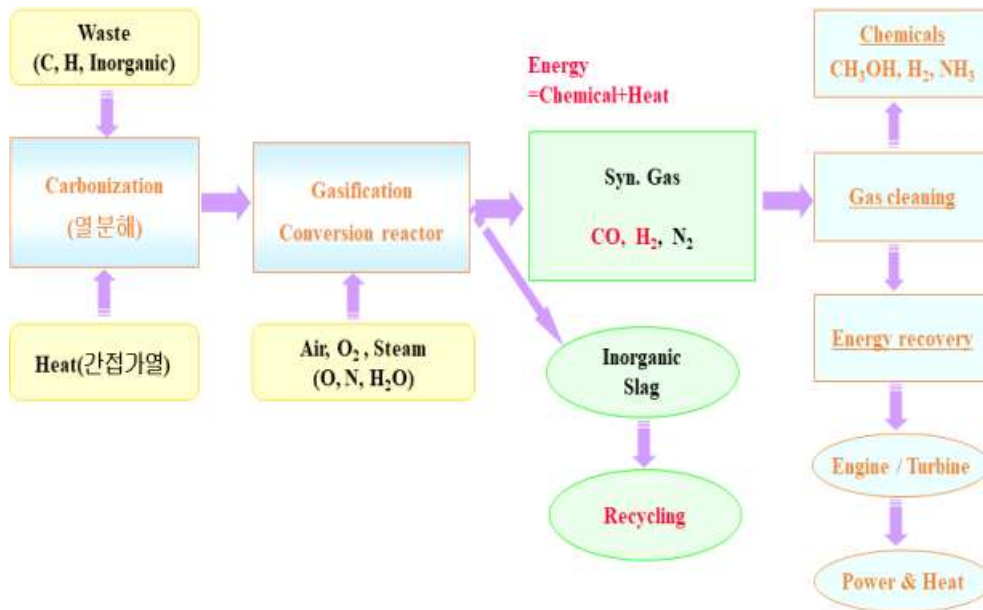 Waste
(C, H, Inorganic)
Carbonization
(열분해)
Heat(간접가열)
Gasification
Conversion reactor
Air, O₂ , Steam
(O, N, H₂O)
Energy
=Chemical+Heat
Syn. Gas
CO, H₂, N₂
Inorganic
Slag
Recycling
Chemicals
CH₃OH, H₂, NH₃
Gas cleaning
Energy recovery
Engine / Turbine
Power & Heat